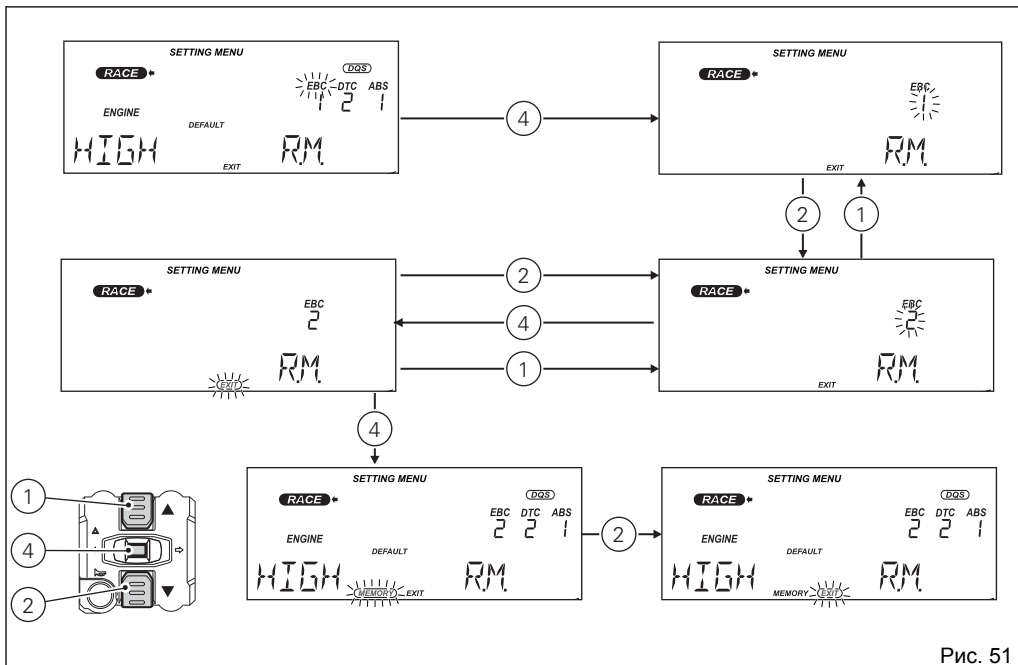 SETTING MENU
RACE
DQS
EBC DTC ABS
1 2 1
ENGINE
DEFAULT
HIGH R.M.
EXIT
4
SETTING MENU
RACE
EBC
1
R.M.
EXIT
2 1
SETTING MENU
RACE
EBC
2
R.M.
EXIT
2
4
1
SETTING MENU
RACE
EBC
2
R.M.
EXIT
4
SETTING MENU
RACE
DQS
EBC DTC ABS
2 2 1
ENGINE
DEFAULT
HIGH R.M.
MEMORY EXIT
2
SETTING MENU
RACE
DQS
EBC DTC ABS
2 2 1
ENGINE
DEFAULT
HIGH R.M.
MEMORY EXIT
1
4
2
Рис. 51